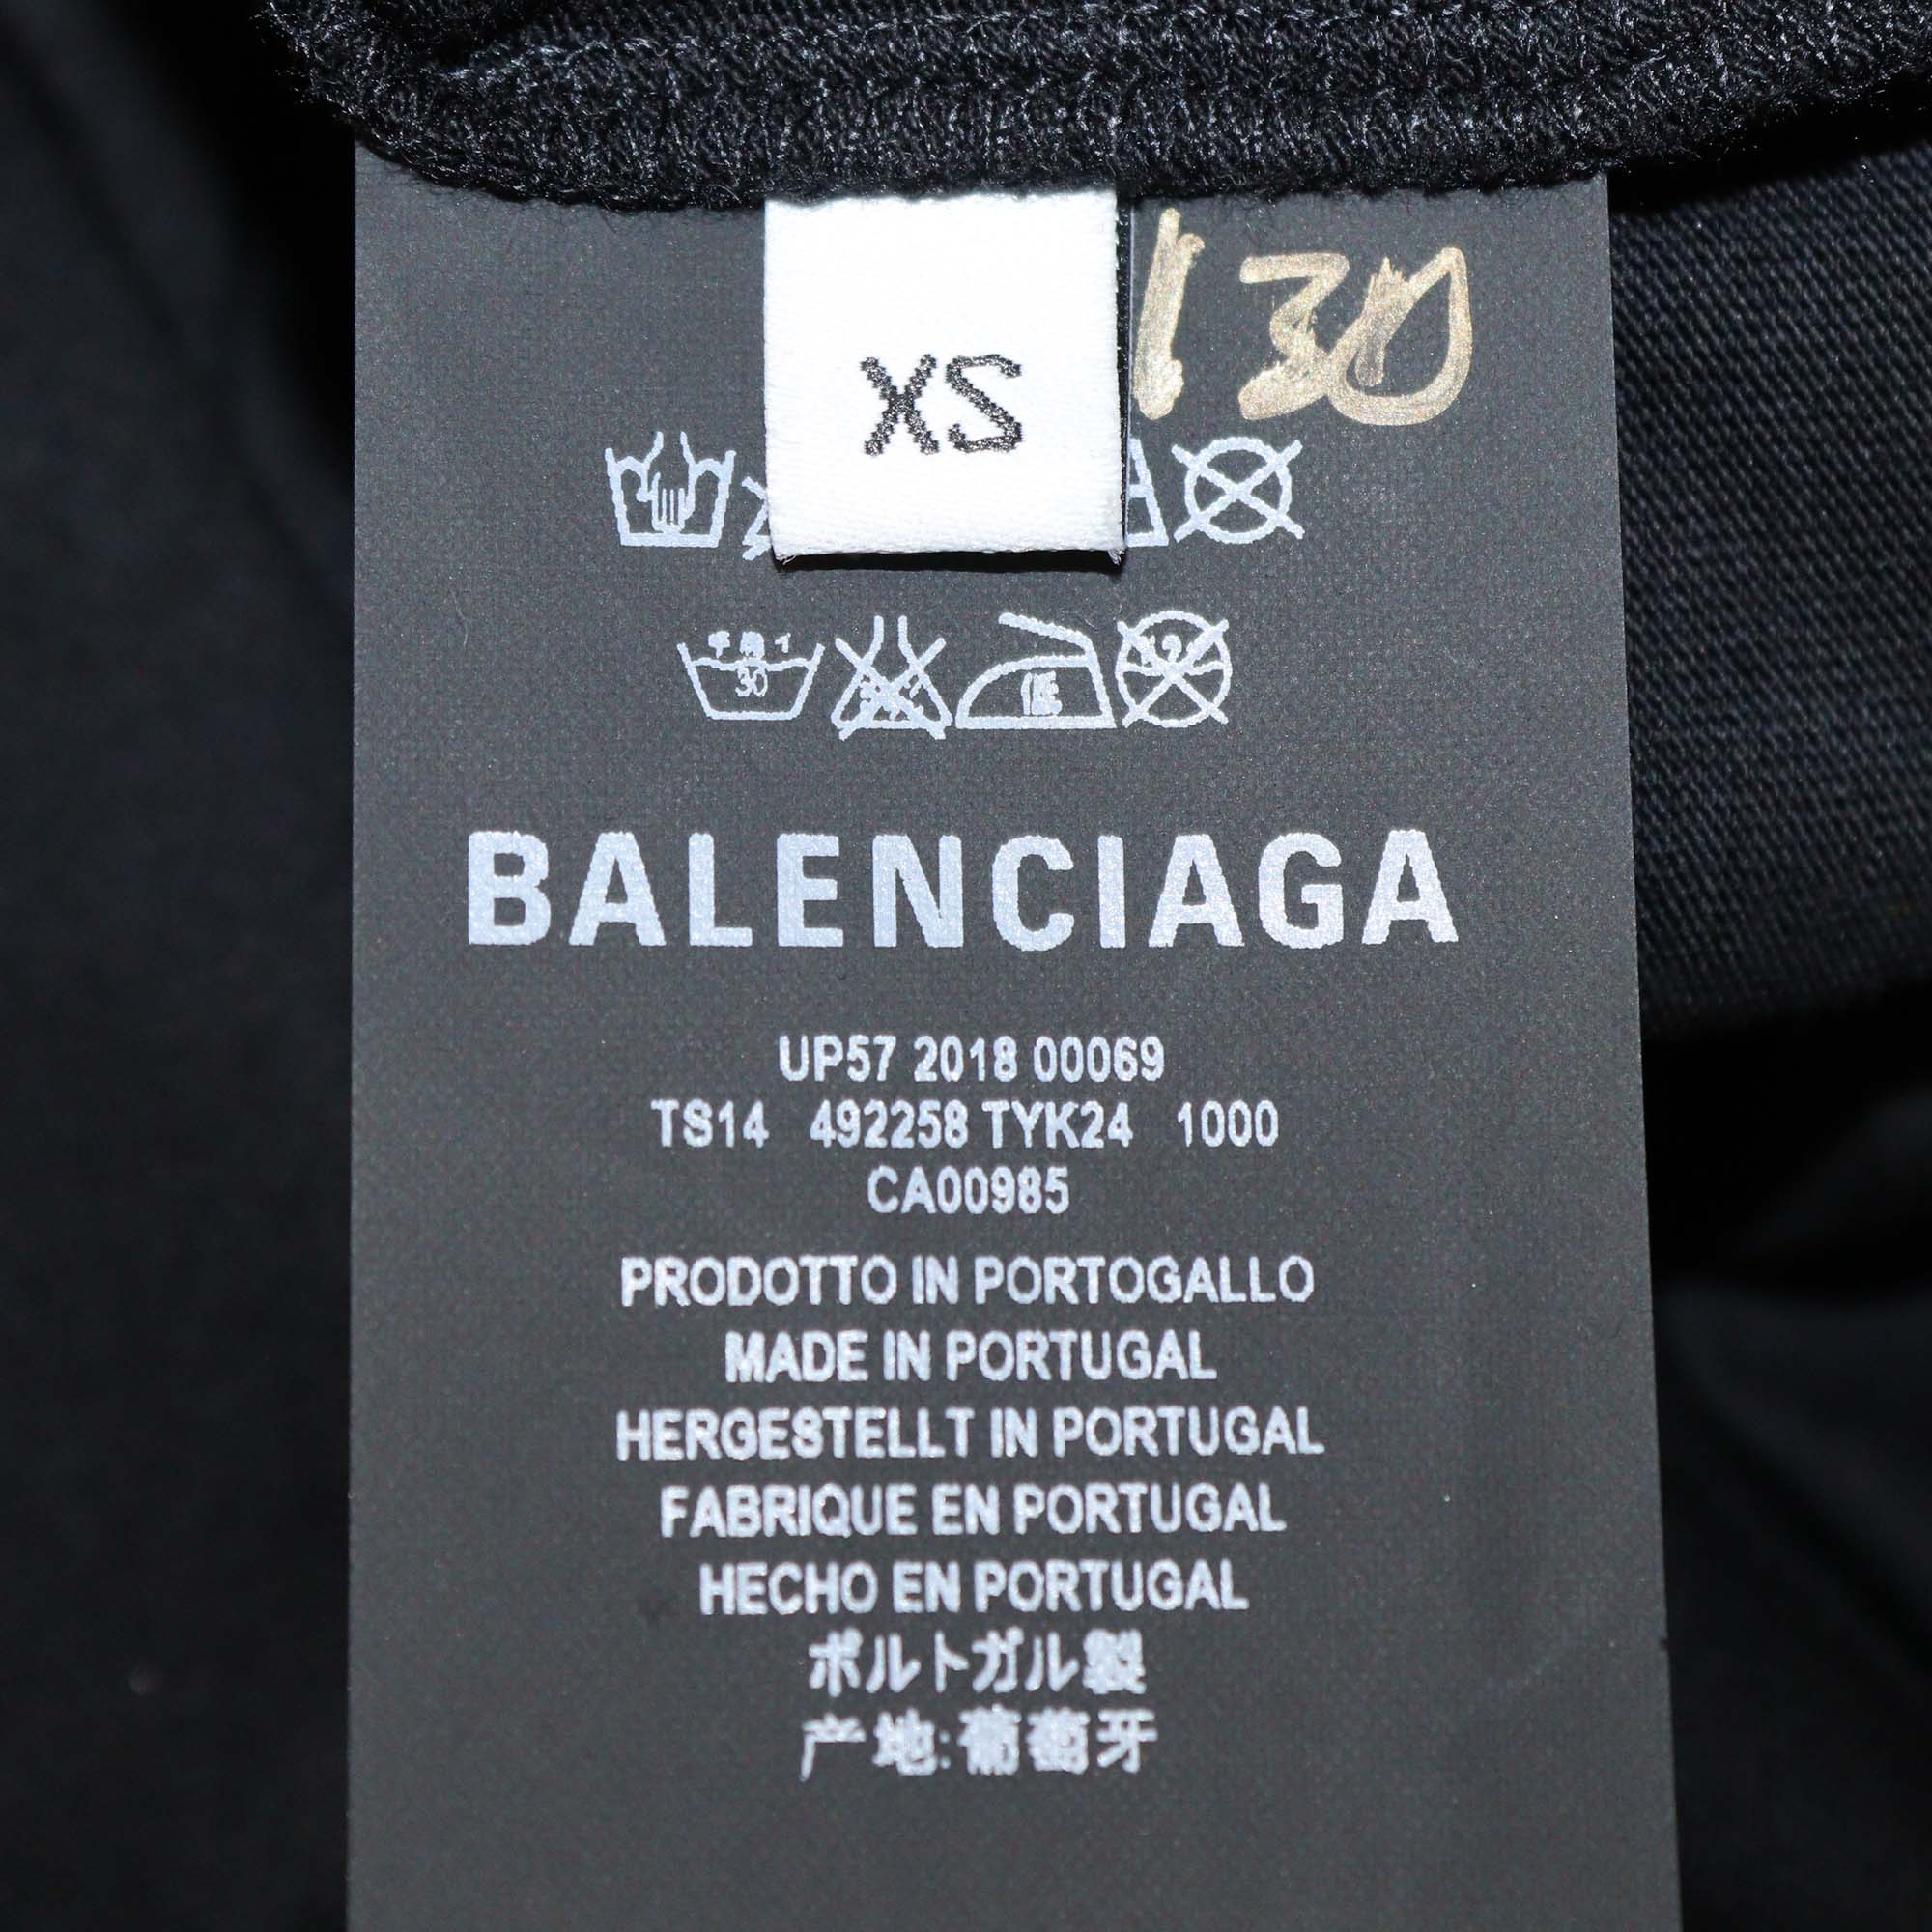 130
XS
30
BALENCIAGA
UP57 2018 00069
TS14 492258 TYK24 1000
CA00985
PRODOTTO IN PORTOGALLO
MADE IN PORTUGAL
HERGESTELLT IN PORTUGAL
FABRIQUE EN PORTUGAL
HECHO EN PORTUGAL
ポルトガル製
产地:葡萄牙